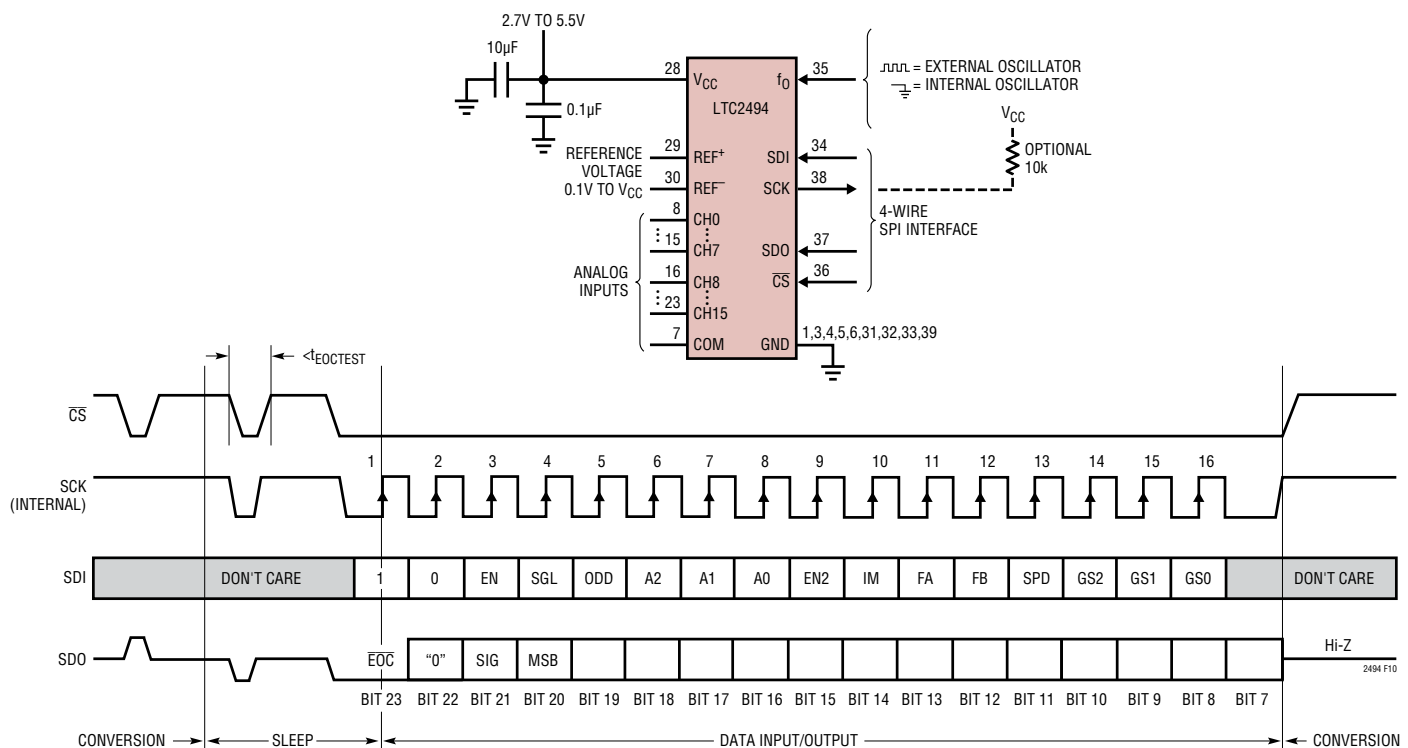 2.7V TO 5.5V
10µF
0.1µF
28
VCC
fO
35
LTC2494
= EXTERNAL OSCILLATOR
= INTERNAL OSCILLATOR
VCC
OPTIONAL
10k
REFERENCE
VOLTAGE
0.1V TO VCC
29
REF+
30
REF–
SDI
34
SCK
38
4-WIRE
SPI INTERFACE
ANALOG
INPUTS
8
CH0
15
CH7
16
CH8
23
CH15
7
COM
SDO
37
CS
36
GND
1,3,4,5,6,31,32,33,39
<tEOCTEST
CS
SCK
(INTERNAL)
1 2 3 4 5 6 7 8 9 10 11 12 13 14 15 16
SDI DON'T CARE 1 0 EN SGL ODD A2 A1 A0 EN2 IM FA FB SPD GS2 GS1 GS0 DON'T CARE
SDO EOC "0" SIG MSB Hi-Z
2494 F10
BIT 23 BIT 22 BIT 21 BIT 20 BIT 19 BIT 18 BIT 17 BIT 16 BIT 15 BIT 14 BIT 13 BIT 12 BIT 11 BIT 10 BIT 9 BIT 8 BIT 7
CONVERSION SLEEP DATA INPUT/OUTPUT CONVERSION